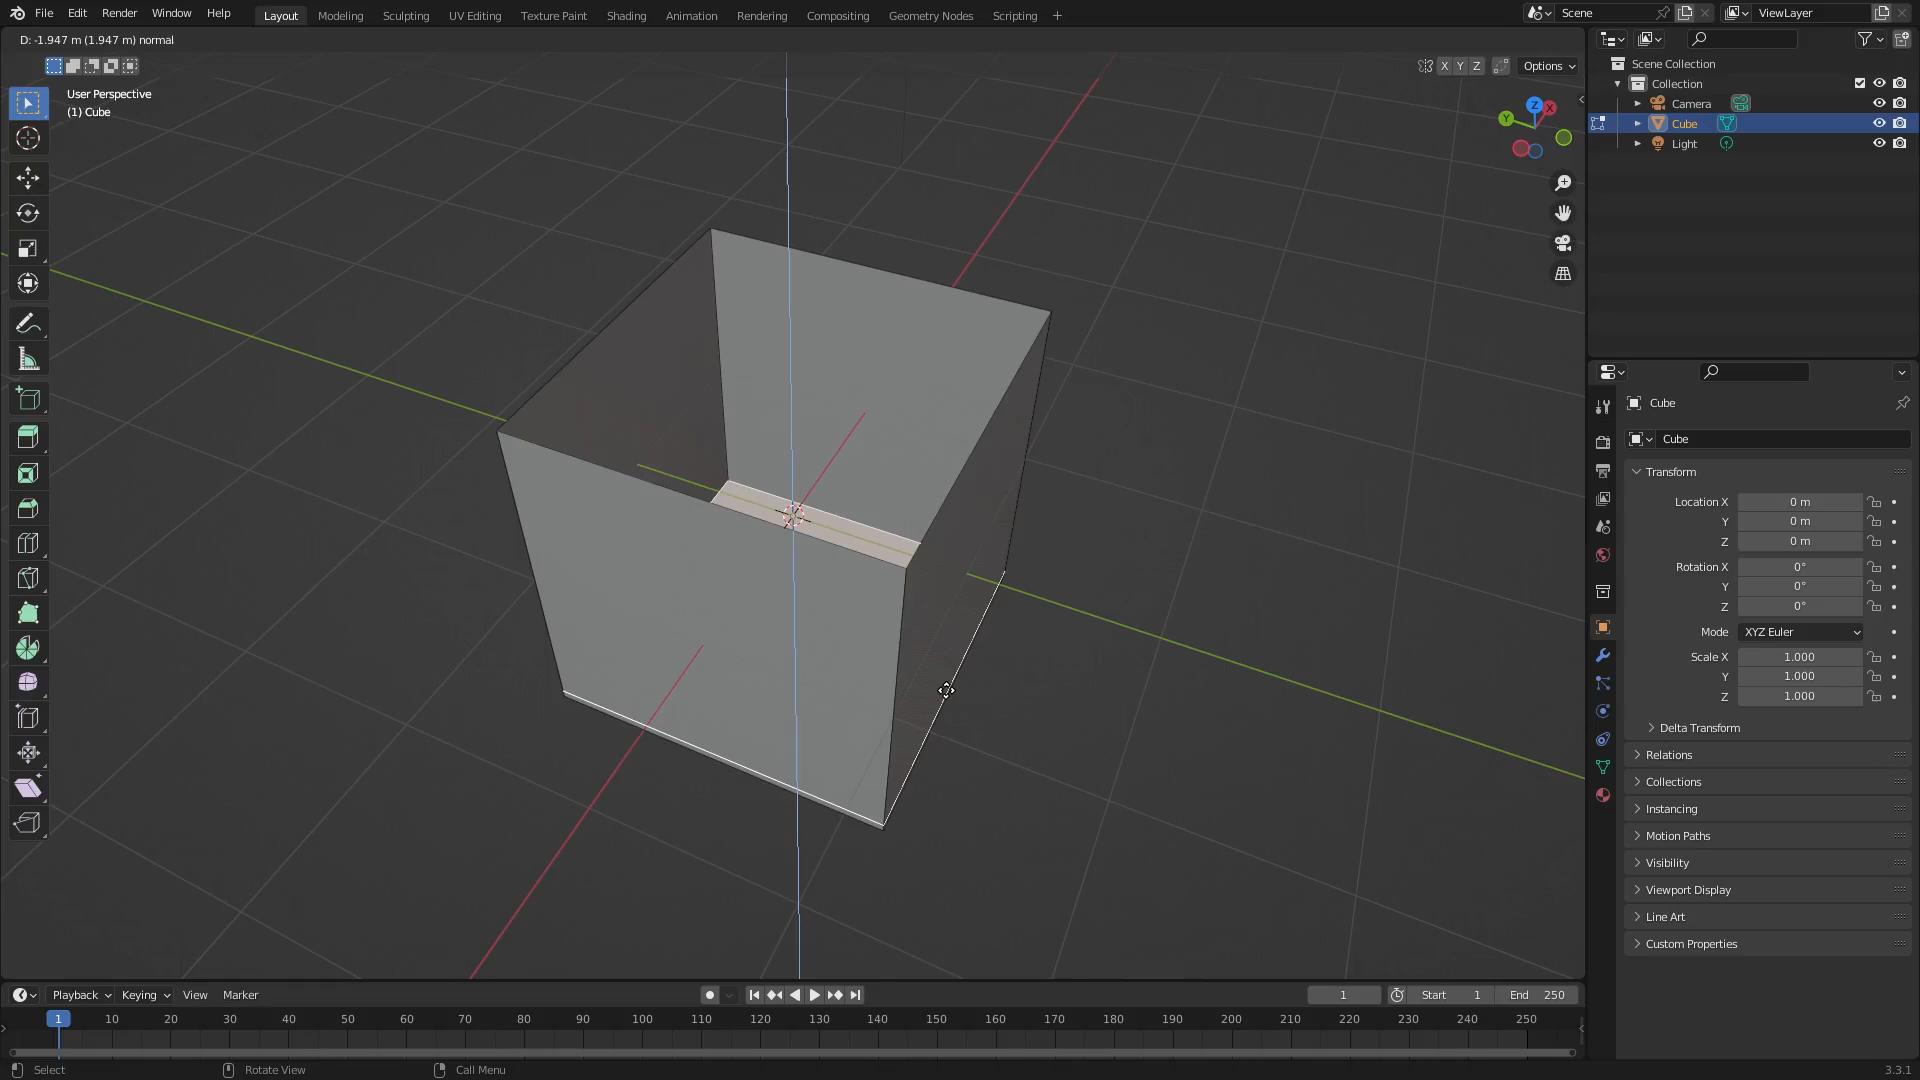 File Edit Render Window Help Layout Modeling Sculpting UV Editing Texture Paint Shading Animation Rendering Compositing Geometry Nodes Scripting + Scene ViewLayer
D: -1.947 m (1.947 m) normal
X Y Z Options
User Perspective
(1) Cube
Z X Y
Scene Collection
Collection
Camera
Cube
Light
Cube
Cube
Transform
Location X 0 m
Y 0 m
Z 0 m
Rotation X 0°
Y 0°
Z 0°
Mode XYZ Euler
Scale X 1.000
Y 1.000
Z 1.000
Delta Transform
Relations
Collections
Instancing
Motion Paths
Visibility
Viewport Display
Line Art
Custom Properties
Playback Keying View Marker 1 Start 1 End 250
1 10 20 30 40 50 60 70 80 90 100 110 120 130 140 150 160 170 180 190 200 210 220 230 240 250
Select Rotate View Call Menu 3.3.1